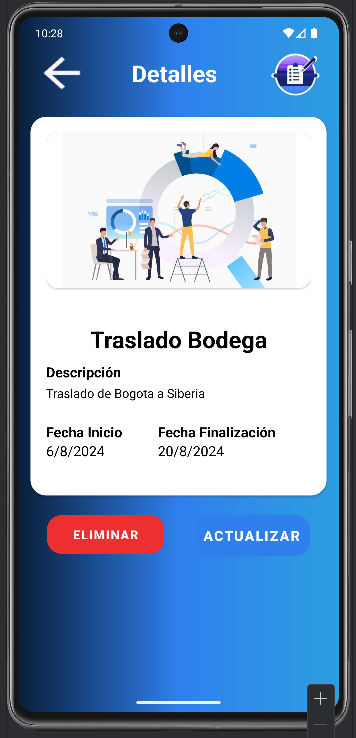 10:28
Detalles
Traslado Bodega
Descripción
Traslado de Bogota a Siberia
Fecha Inicio Fecha Finalización
6/8/2024 20/8/2024
ELIMINAR ACTUALIZAR